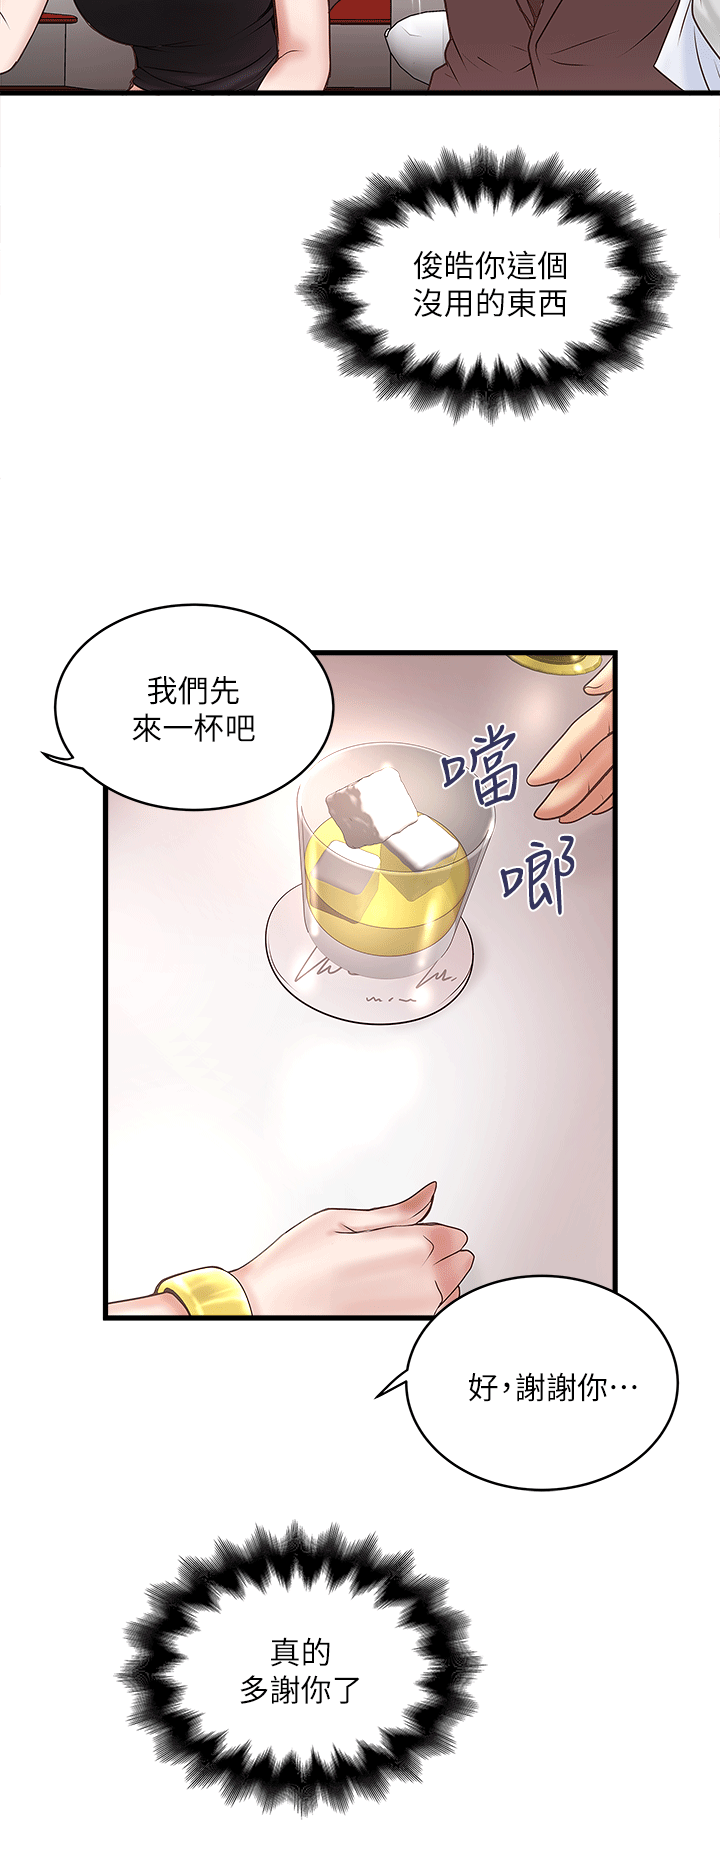 俊皓你這個
沒用的東西
我們先
來一杯吧
噹
啷
好，謝謝你⋯
真的
多謝你了